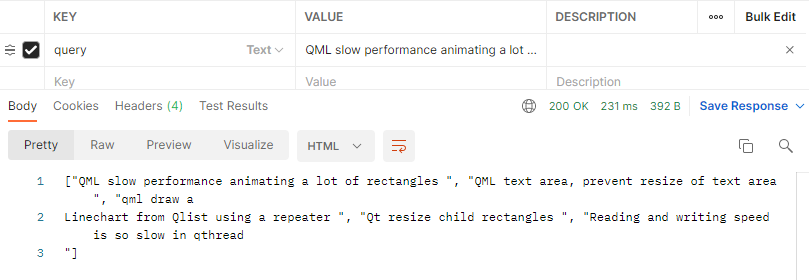 KEY VALUE DESCRIPTION ooo Bulk Edit
query Text QML slow performance animating a lot ...
Key Value Description
Body Cookies Headers (4) Test Results 200 OK 231 ms 392 B Save Response
Pretty Raw Preview Visualize HTML
1 ["QML slow performance animating a lot of rectangles ", "QML text area, prevent resize of text area
", "qml draw a
2 Linechart from Qlist using a repeater ", "Qt resize child rectangles ", "Reading and writing speed
is so slow in qthread
3 "]